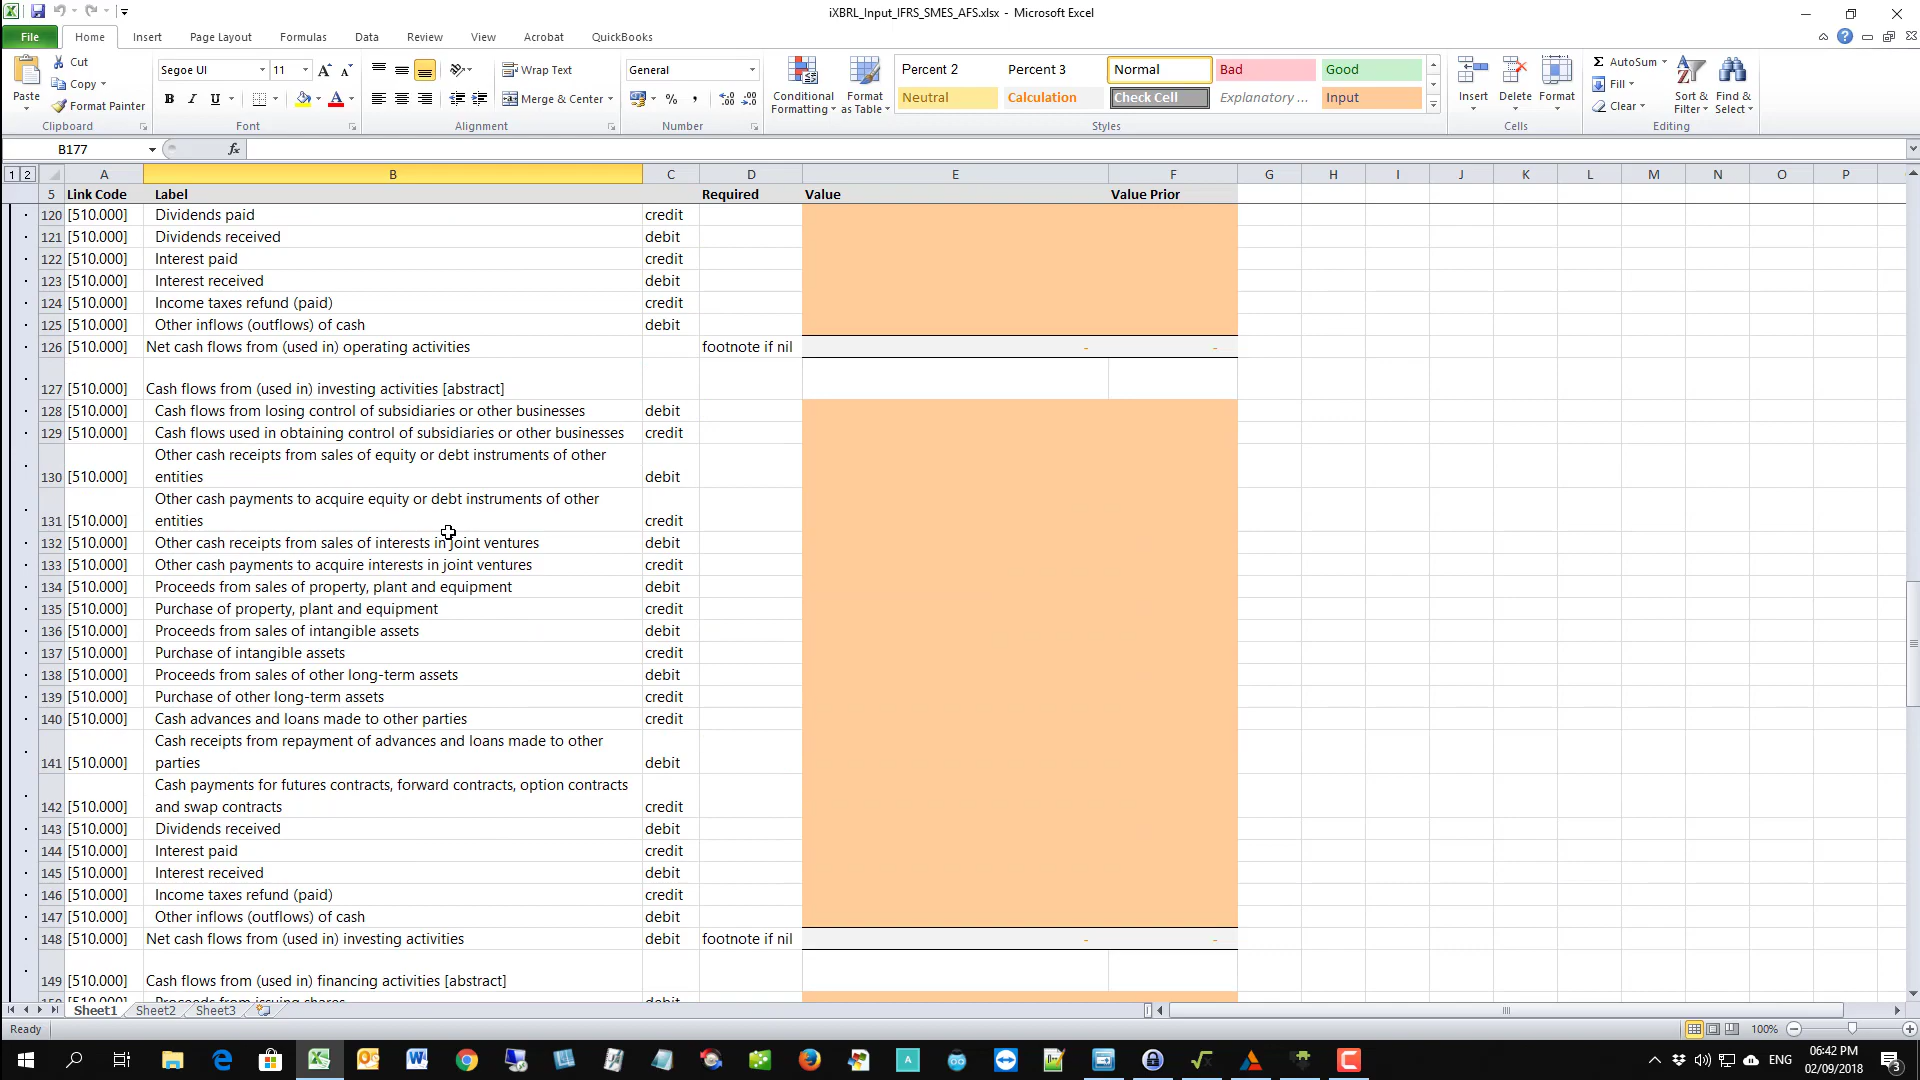 iXBRL_Input_IFRS_SMES_AFS.xlsx - Microsoft Excel
File Home Insert Page Layout Formulas Data Review View Acrobat QuickBooks
Paste
Cut
Copy
Format Painter
Clipboard
Segoe UI 11
B I U
Font
Wrap Text
Merge & Center
Alignment
General
Number
Conditional Formatting
Format as Table
Percent 2 Percent 3 Normal Bad Good
Neutral Calculation Check Cell Explanatory ... Input
Styles
Insert Delete Format
Cells
Σ AutoSum
Fill
Clear
Sort & Filter
Find & Select
Editing
B177 fx
1 2 A B C D E F G H I J K L M N O P
5 Link Code Label Required Value Value Prior
120 [510.000] Dividends paid credit
121 [510.000] Dividends received debit
122 [510.000] Interest paid credit
123 [510.000] Interest received debit
124 [510.000] Income taxes refund (paid) credit
125 [510.000] Other inflows (outflows) of cash debit
126 [510.000] Net cash flows from (used in) operating activities footnote if nil - -
127 [510.000] Cash flows from (used in) investing activities [abstract]
128 [510.000] Cash flows from losing control of subsidiaries or other businesses debit
129 [510.000] Cash flows used in obtaining control of subsidiaries or other businesses credit
Other cash receipts from sales of equity or debt instruments of other
130 [510.000] entities debit
Other cash payments to acquire equity or debt instruments of other
131 [510.000] entities credit
132 [510.000] Other cash receipts from sales of interests in joint ventures debit
133 [510.000] Other cash payments to acquire interests in joint ventures credit
134 [510.000] Proceeds from sales of property, plant and equipment debit
135 [510.000] Purchase of property, plant and equipment credit
136 [510.000] Proceeds from sales of intangible assets debit
137 [510.000] Purchase of intangible assets credit
138 [510.000] Proceeds from sales of other long-term assets debit
139 [510.000] Purchase of other long-term assets credit
140 [510.000] Cash advances and loans made to other parties credit
Cash receipts from repayment of advances and loans made to other
141 [510.000] parties debit
Cash payments for futures contracts, forward contracts, option contracts
142 [510.000] and swap contracts credit
143 [510.000] Dividends received debit
144 [510.000] Interest paid credit
145 [510.000] Interest received debit
146 [510.000] Income taxes refund (paid) credit
147 [510.000] Other inflows (outflows) of cash debit
148 [510.000] Net cash flows from (used in) investing activities debit footnote if nil - -
149 [510.000] Cash flows from (used in) financing activities [abstract]
150 [510.000] Proceeds from issuing shares debit
Sheet1 Sheet2 Sheet3
Ready 100%
ENG 06:42 PM
02/09/2018 3